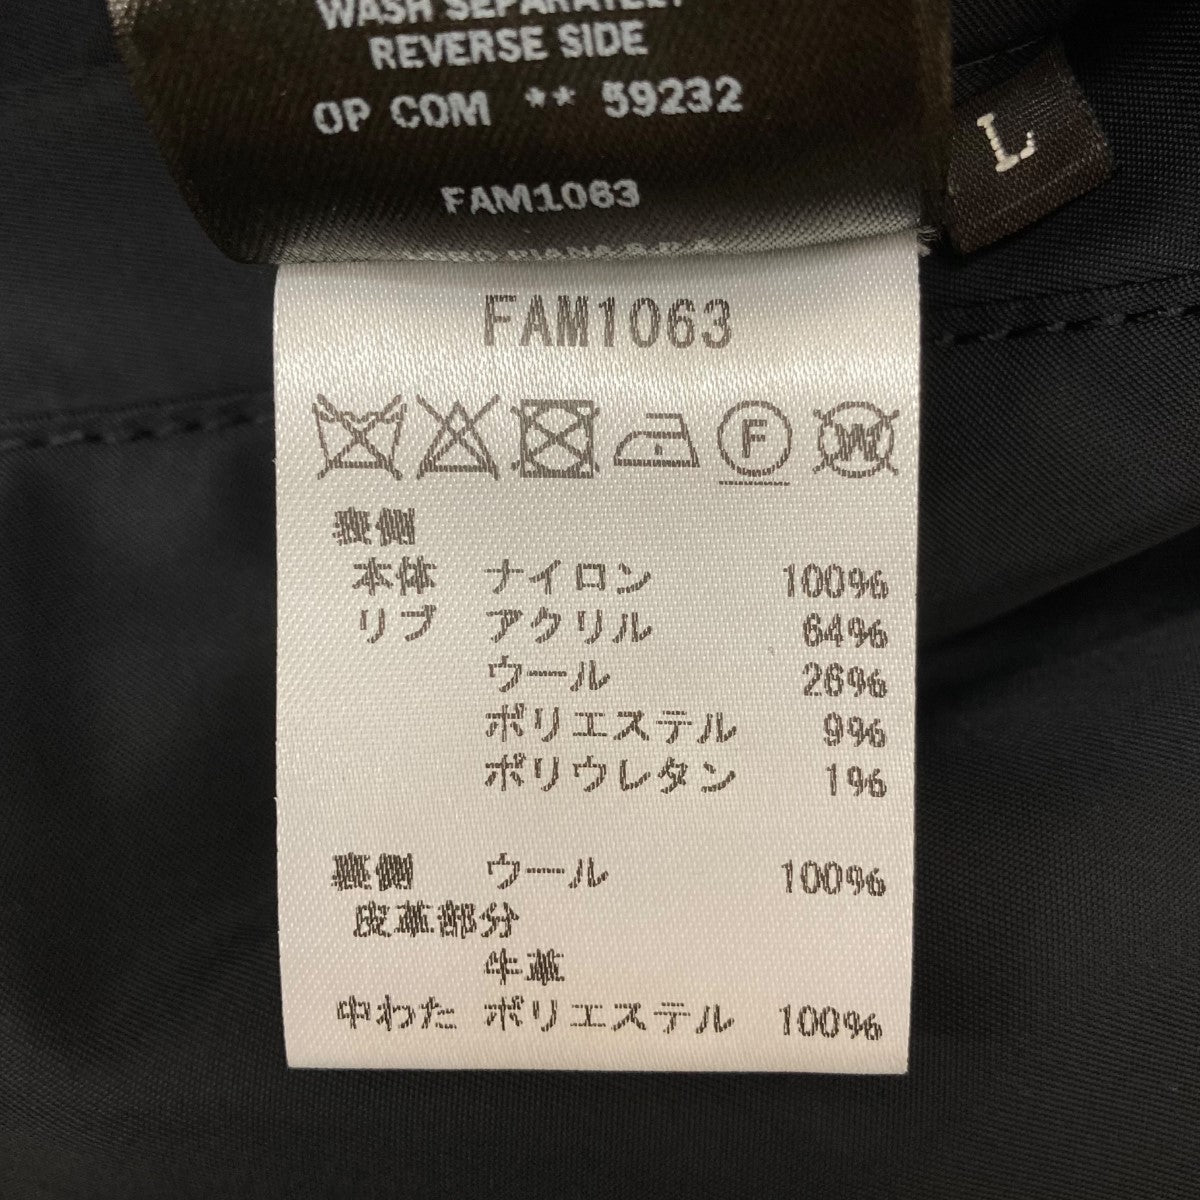 WASH SEPARATELY
REVERSE SIDE
OP COM ** 59232
FAM1063
LORO PIANA S.P.A.
L
FAM1063
F
W
表側
本体 ナイロン 100%
リブ アクリル 64%
ウール 26%
ポリエステル 9%
ポリウレタン 1%
裏側 ウール 100%
皮革部分
牛革
中わた ポリエステル 100%